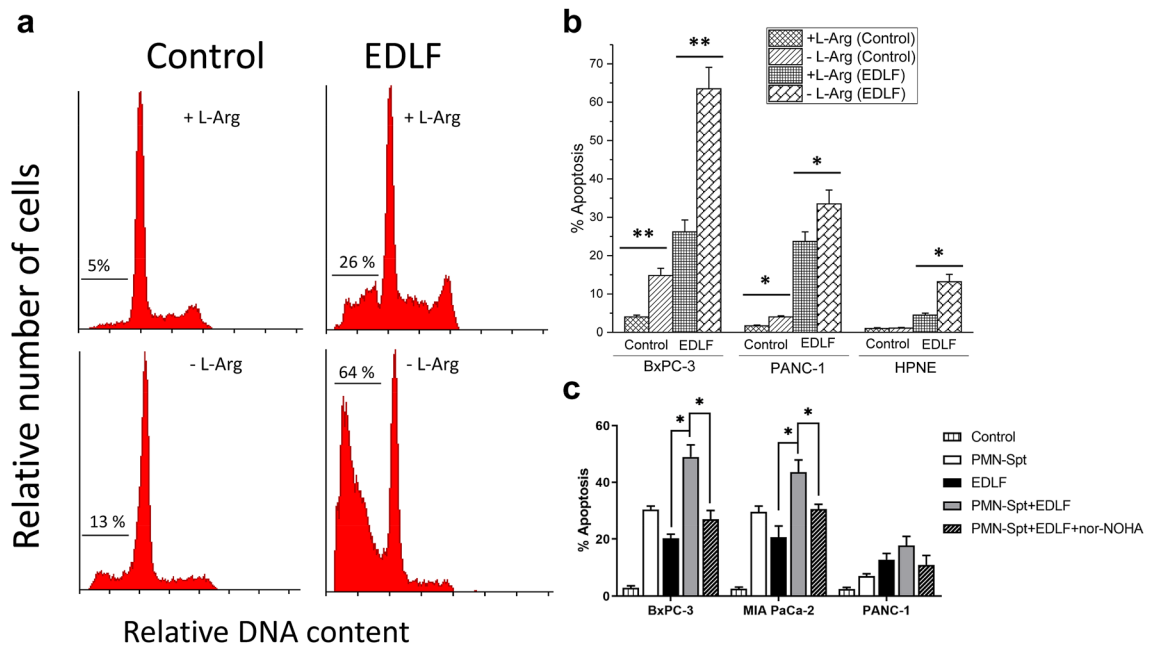 a
Control
EDLF
+ L-Arg
+ L-Arg
5%
26 %
- L-Arg
- L-Arg
13 %
64 %
Relative number of cells
Relative DNA content
b
+L-Arg (Control)
- L-Arg (Control)
+L-Arg (EDLF)
- L-Arg (EDLF)
% Apoptosis
70
60
50
40
30
20
10
0
**
**
*
*
*
Control EDLF Control EDLF Control EDLF
BxPC-3 PANC-1 HPNE
c
% Apoptosis
60
40
20
0
* *
* *
BxPC-3 MIA PaCa-2 PANC-1
Control
PMN-Spt
EDLF
PMN-Spt+EDLF
PMN-Spt+EDLF+nor-NOHA